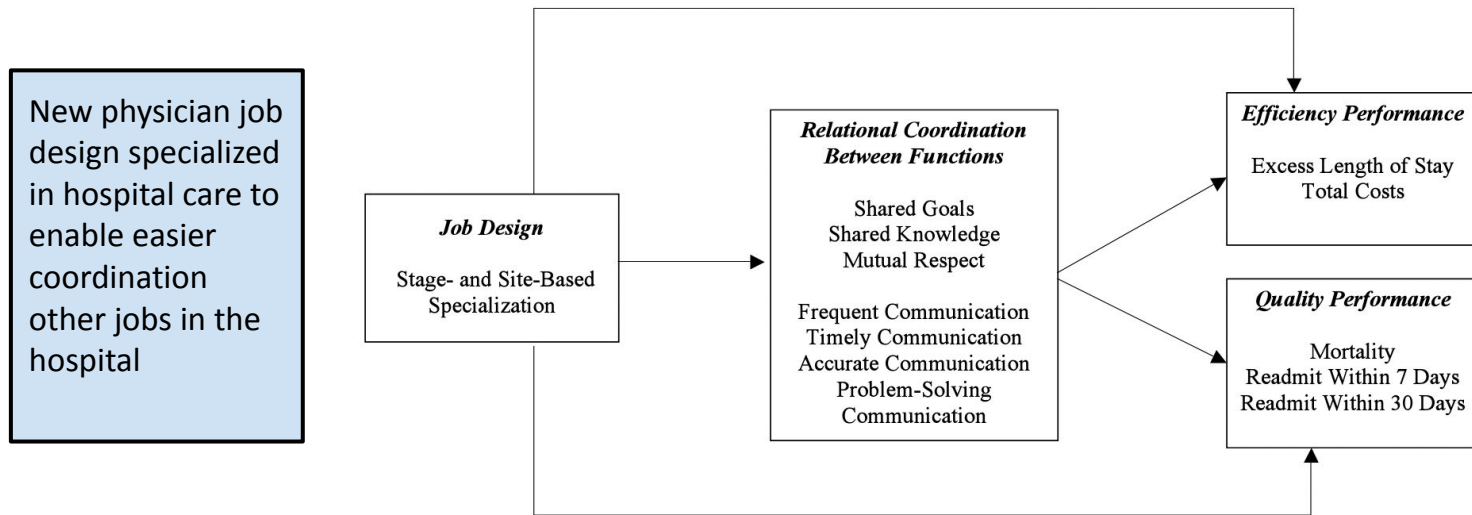 New physician job
design specialized
in hospital care to
enable easier
coordination
other jobs in the
hospital
Job Design
Stage- and Site-Based
Specialization
Relational Coordination
Between Functions
Shared Goals
Shared Knowledge
Mutual Respect
Frequent Communication
Timely Communication
Accurate Communication
Problem-Solving
Communication
Efficiency Performance
Excess Length of Stay
Total Costs
Quality Performance
Mortality
Readmit Within 7 Days
Readmit Within 30 Days